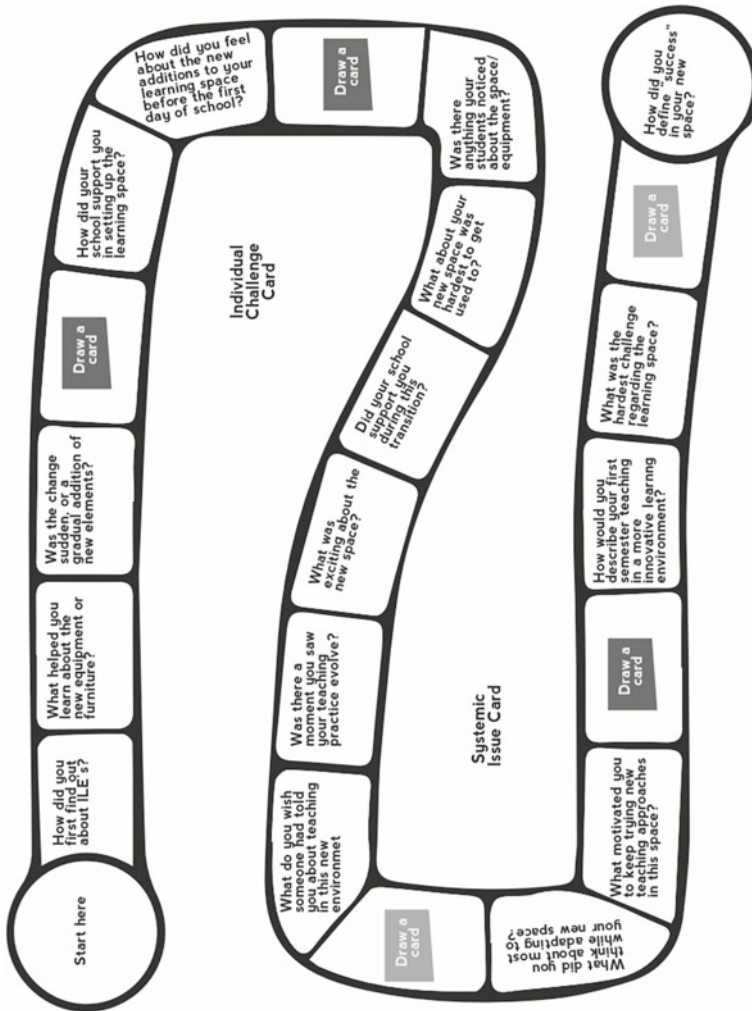 Start here
How did you
first find out
about ILE's?
What helped you
learn about the
new equipment or
furniture?
Was the change
sudden, or a
gradual addition of
new elements?
Draw a
card
How did your
school support you
in setting up the
learning space?
How did you feel
about the new
additions to your
learning space
before the first
day of school?
Draw a
card
Was there
anything your
students noticed
about the space/
equipment?
What about your
new space was
hardest to get
used to?
Did your school
support you
during this
transition?
What was
exciting about the
new space?
Was there a
moment you saw
your teaching
practice evolve?
What do you wish
someone had told
you about teaching
in this new
environmet
Draw a
card
What did you
think about most
while adapting to
your new space?
What motivated you
to keep trying new
teaching approaches
in this space?
Draw a
card
How would you
describe your first
semester teaching
in a more
innovative learnng
environment?
What was the
hardest challenge
regarding the
learning space?
Draw a
card
How did you
define "success"
in your new
space?
Individual
Challenge
Card
Systemic
Issue Card